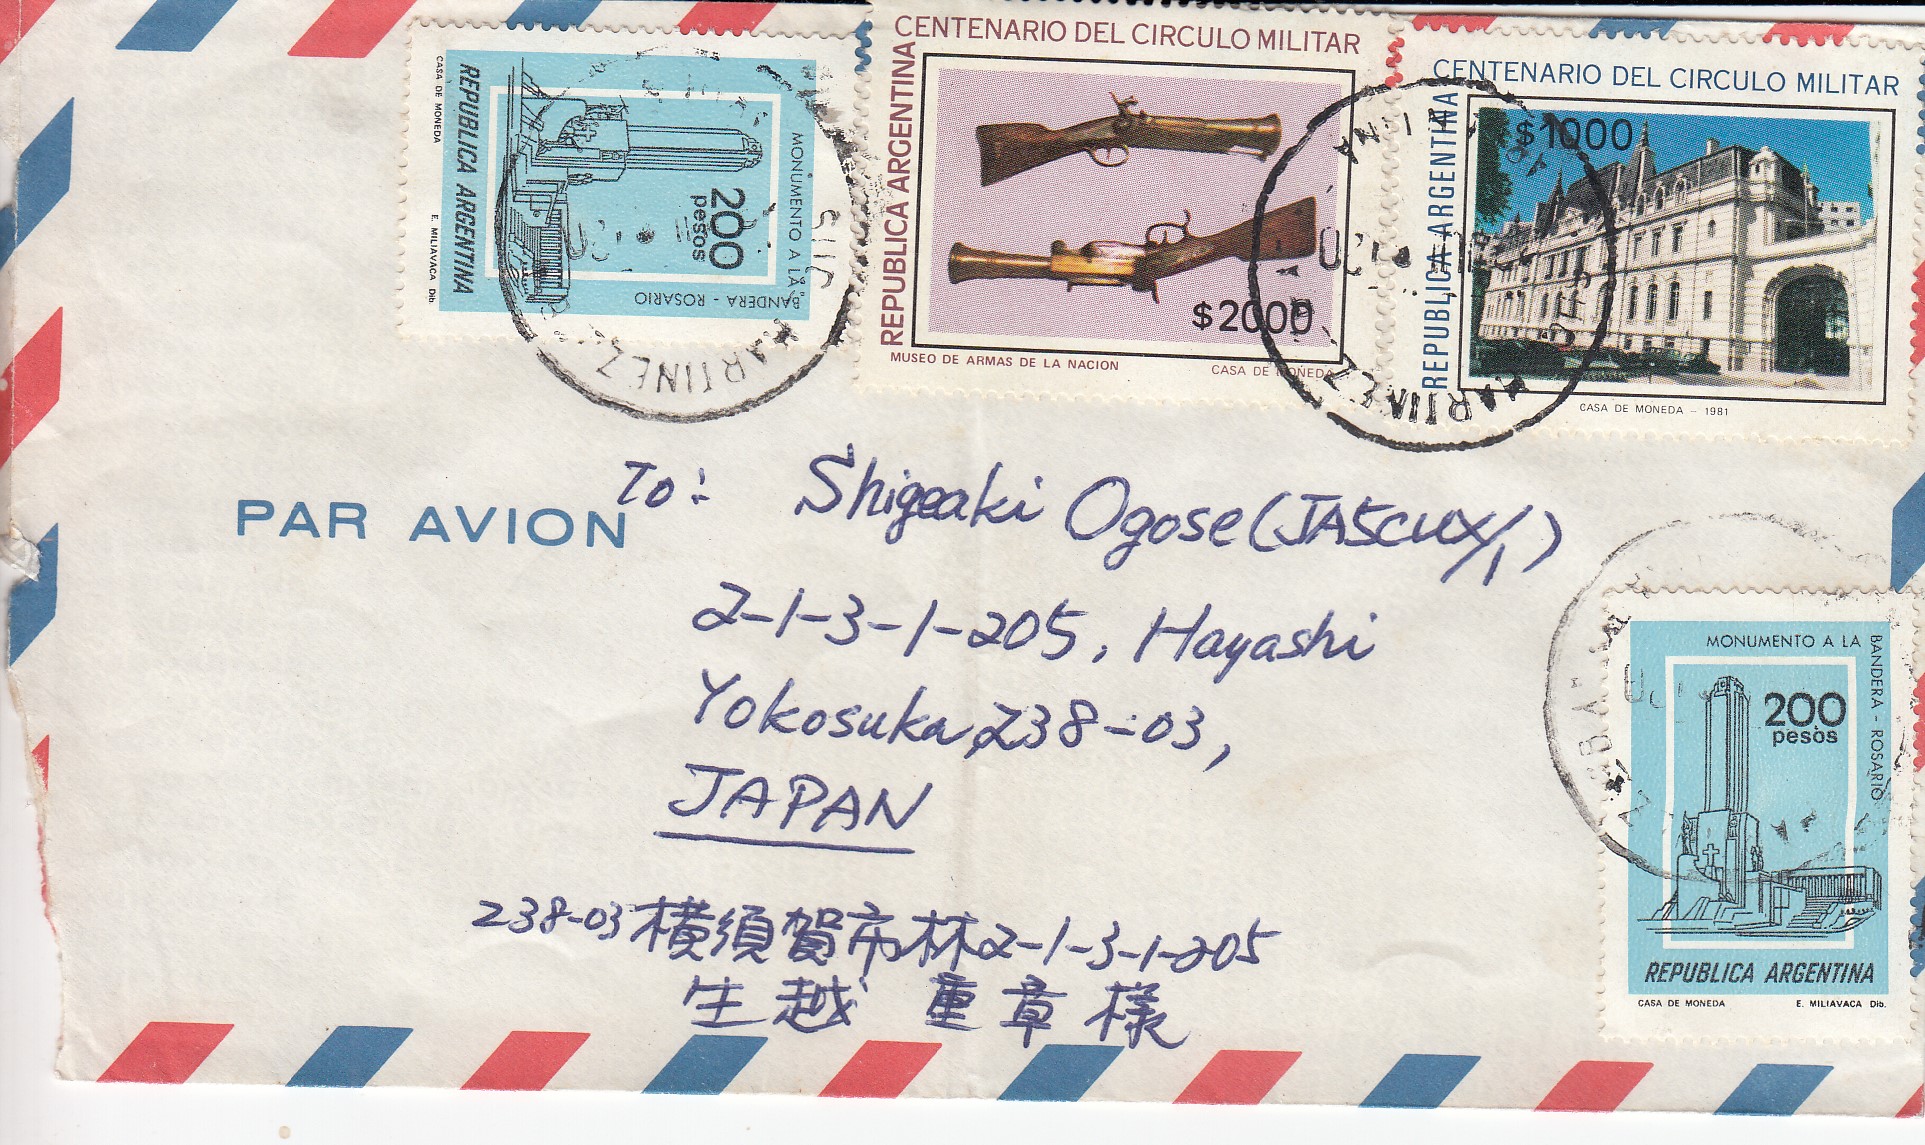 REPUBLICA ARGENTINA
MONUMENTO A LA BANDERA - ROSARIO
200
pesos
CASA DE MONEDA
E. MILIAVACA Dib.
CENTENARIO DEL CIRCULO MILITAR
REPUBLICA ARGENTINA
$2000
MUSEO DE ARMAS DE LA NACION
CASA DE MONEDA
CENTENARIO DEL CIRCULO MILITAR
REPUBLICA ARGENTINA
$1000
CASA DE MONEDA - 1981
MARTINEZ
MARTINEZ
PAR AVION
To: Shigeaki Ogose (JA5CUX/1)
2-1-3-1-205, Hayashi
Yokosuka, 238-03,
JAPAN
238-03 横須賀市林2-1-3-1-205
生越 重章 様
MONUMENTO A LA BANDERA - ROSARIO
200
pesos
REPUBLICA ARGENTINA
CASA DE MONEDA
E. MILIAVACA Dib.